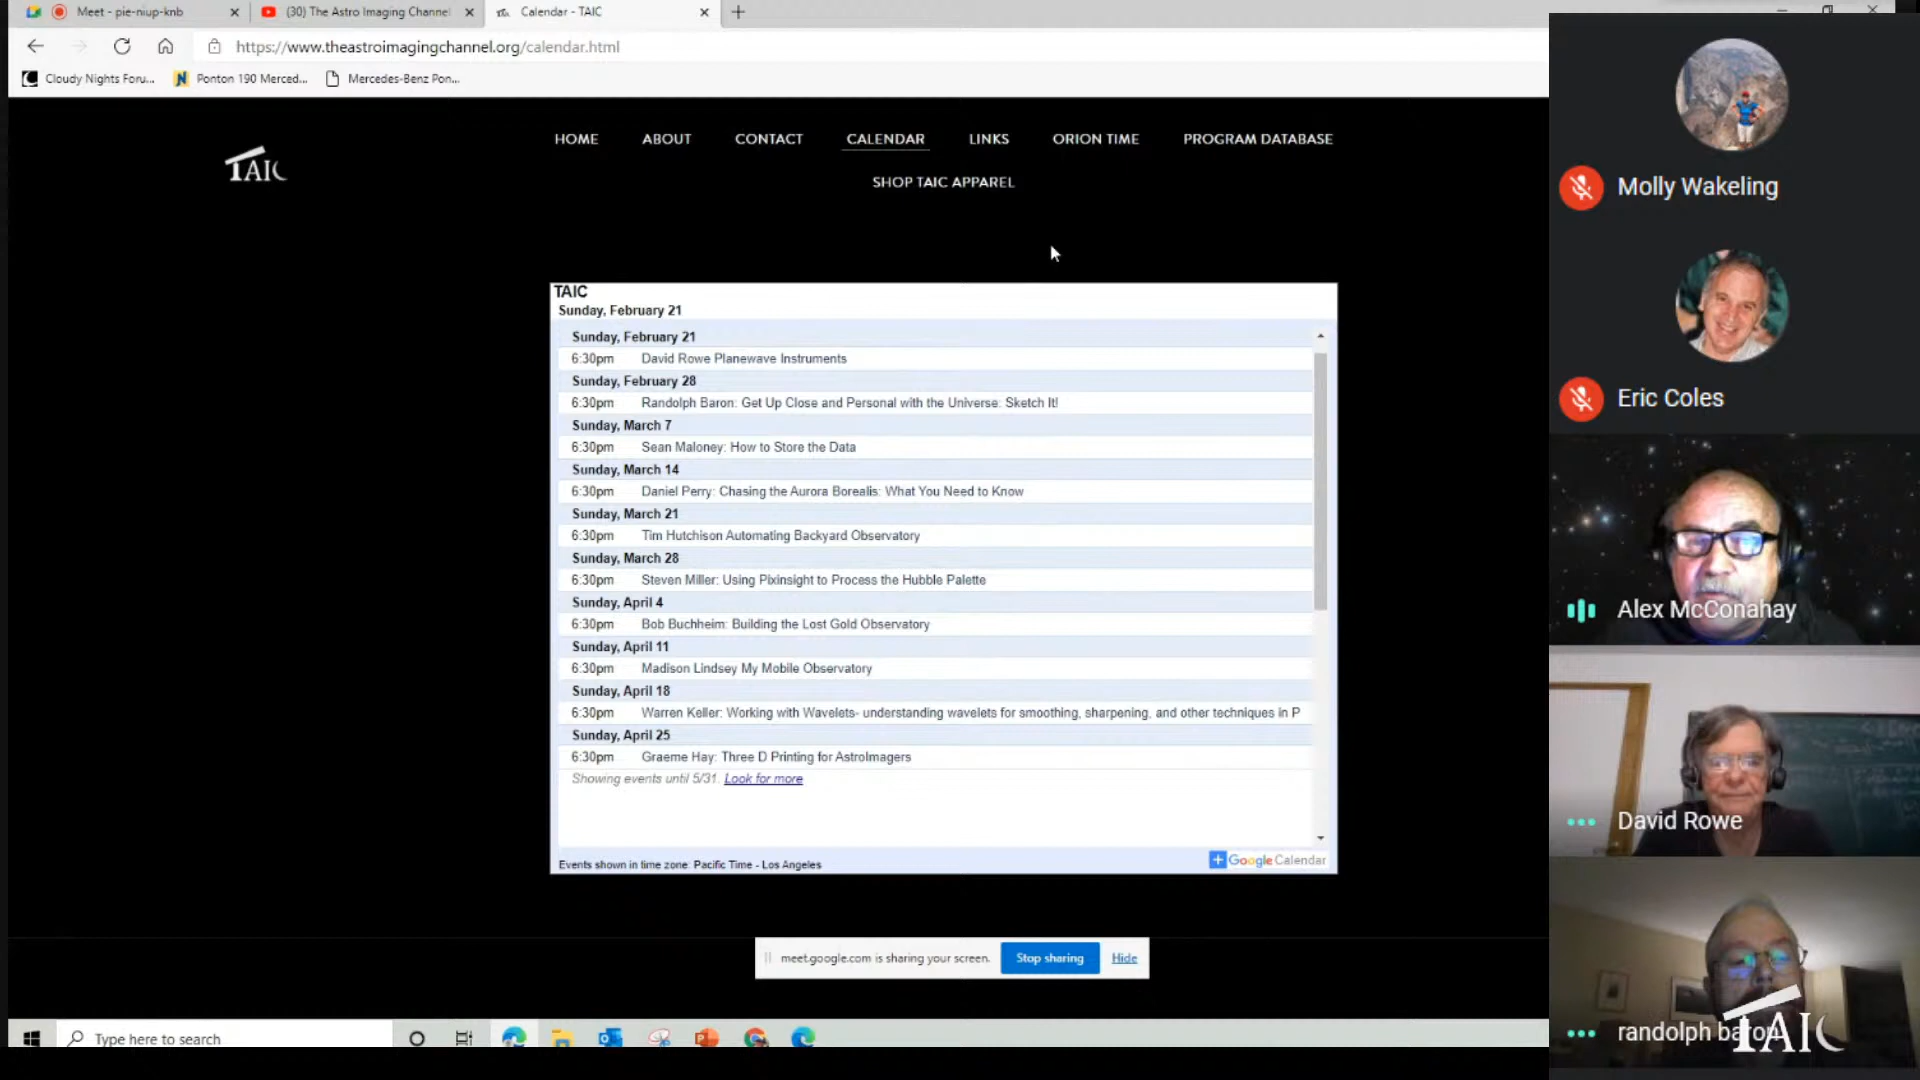 Meet - pie-niup-knb
(30) The Astro Imaging Channel
Calendar - TAIC
https://www.theastroimagingchannel.org/calendar.html
Cloudy Nights Foru...
Ponton 190 Merced...
Mercedes-Benz Pon...
TAIC
HOME
ABOUT
CONTACT
CALENDAR
LINKS
ORION TIME
PROGRAM DATABASE
SHOP TAIC APPAREL
TAIC
Sunday, February 21
Sunday, February 21
6:30pm David Rowe Planewave Instruments
Sunday, February 28
6:30pm Randolph Baron: Get Up Close and Personal with the Universe: Sketch It!
Sunday, March 7
6:30pm Sean Maloney: How to Store the Data
Sunday, March 14
6:30pm Daniel Perry: Chasing the Aurora Borealis: What You Need to Know
Sunday, March 21
6:30pm Tim Hutchison Automating Backyard Observatory
Sunday, March 28
6:30pm Steven Miller: Using Pixinsight to Process the Hubble Palette
Sunday, April 4
6:30pm Bob Buchheim: Building the Lost Gold Observatory
Sunday, April 11
6:30pm Madison Lindsey My Mobile Observatory
Sunday, April 18
6:30pm Warren Keller: Working with Wavelets- understanding wavelets for smoothing, sharpening, and other techniques in P
Sunday, April 25
6:30pm Graeme Hay: Three D Printing for AstroImagers
Showing events until 5/31. Look for more
Events shown in time zone: Pacific Time - Los Angeles
Google Calendar
meet.google.com is sharing your screen.
Stop sharing
Hide
Type here to search
Molly Wakeling
Eric Coles
Alex McConahay
David Rowe
randolph baron
TAIC